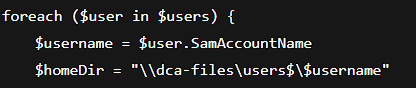 foreach ($user in $users) {
    $username = $user.SamAccountName
    $homeDir = "\\dca-files\users$\$username"